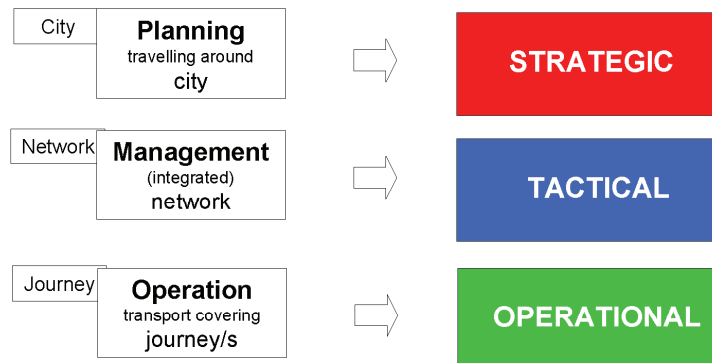 City
Planning
travelling around
city
STRATEGIC
Network
Management
(integrated)
network
TACTICAL
Journey
Operation
transport covering
journey/s
OPERATIONAL